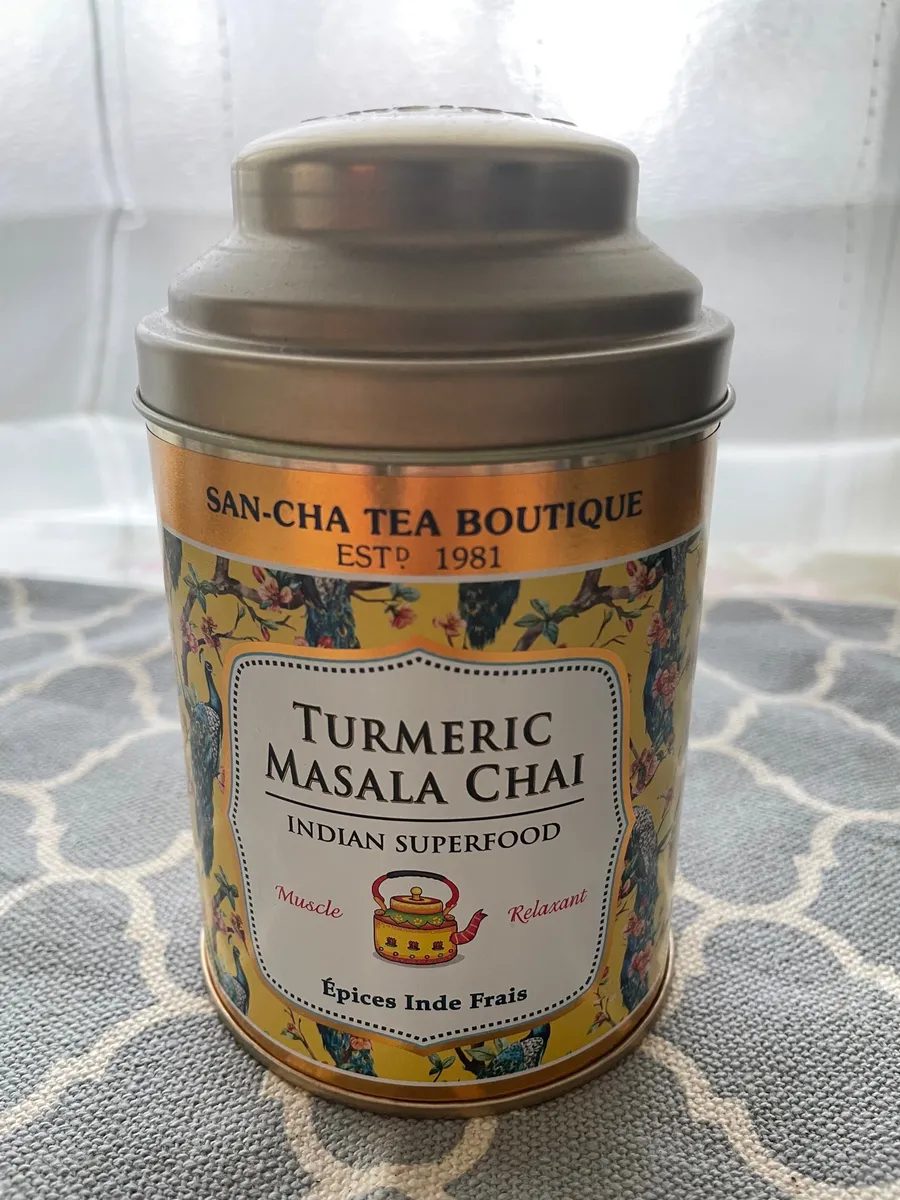 SAN-CHA TEA BOUTIQUE
ESTD 1981
TURMERIC
MASALA CHAI
INDIAN SUPERFOOD
Muscle Relaxant
Épices Inde Frais